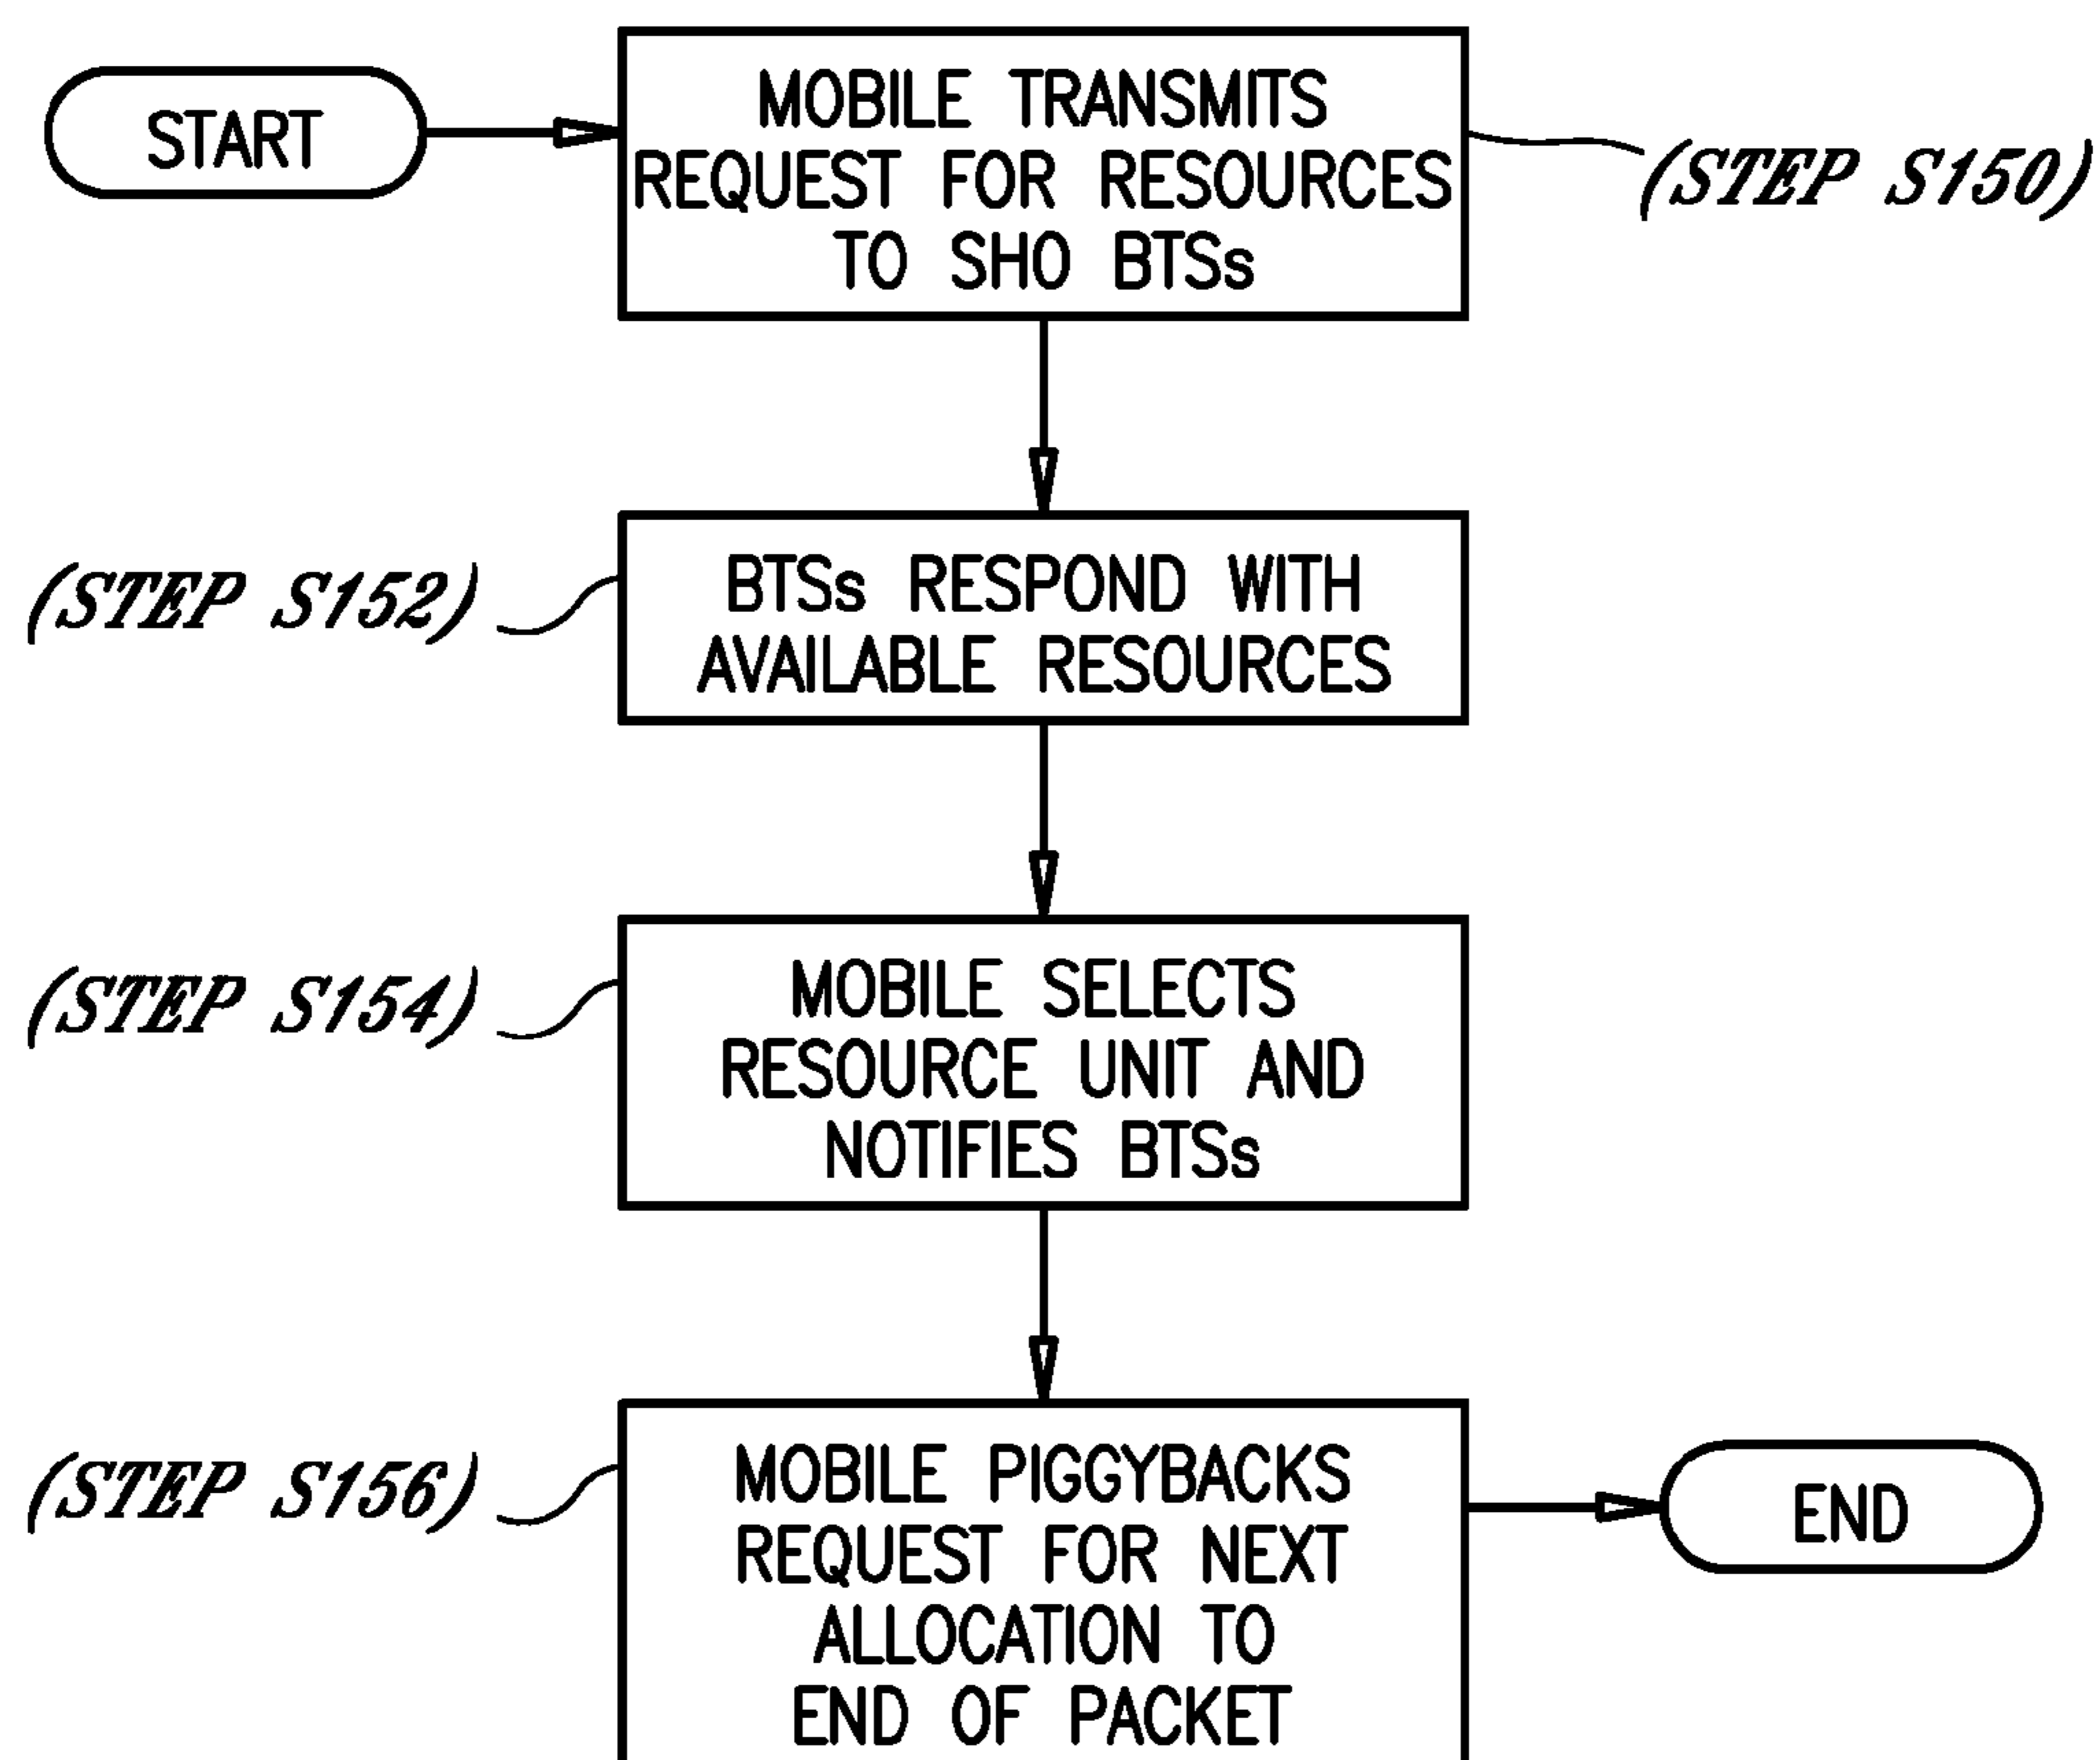 START
MOBILE TRANSMITS
REQUEST FOR RESOURCES
TO SHO BTSs
(STEP S150)
(STEP S152)
BTSs RESPOND WITH
AVAILABLE RESOURCES
(STEP S154)
MOBILE SELECTS
RESOURCE UNIT AND
NOTIFIES BTSs
(STEP S156)
MOBILE PIGGYBACKS
REQUEST FOR NEXT
ALLOCATION TO
END OF PACKET
END